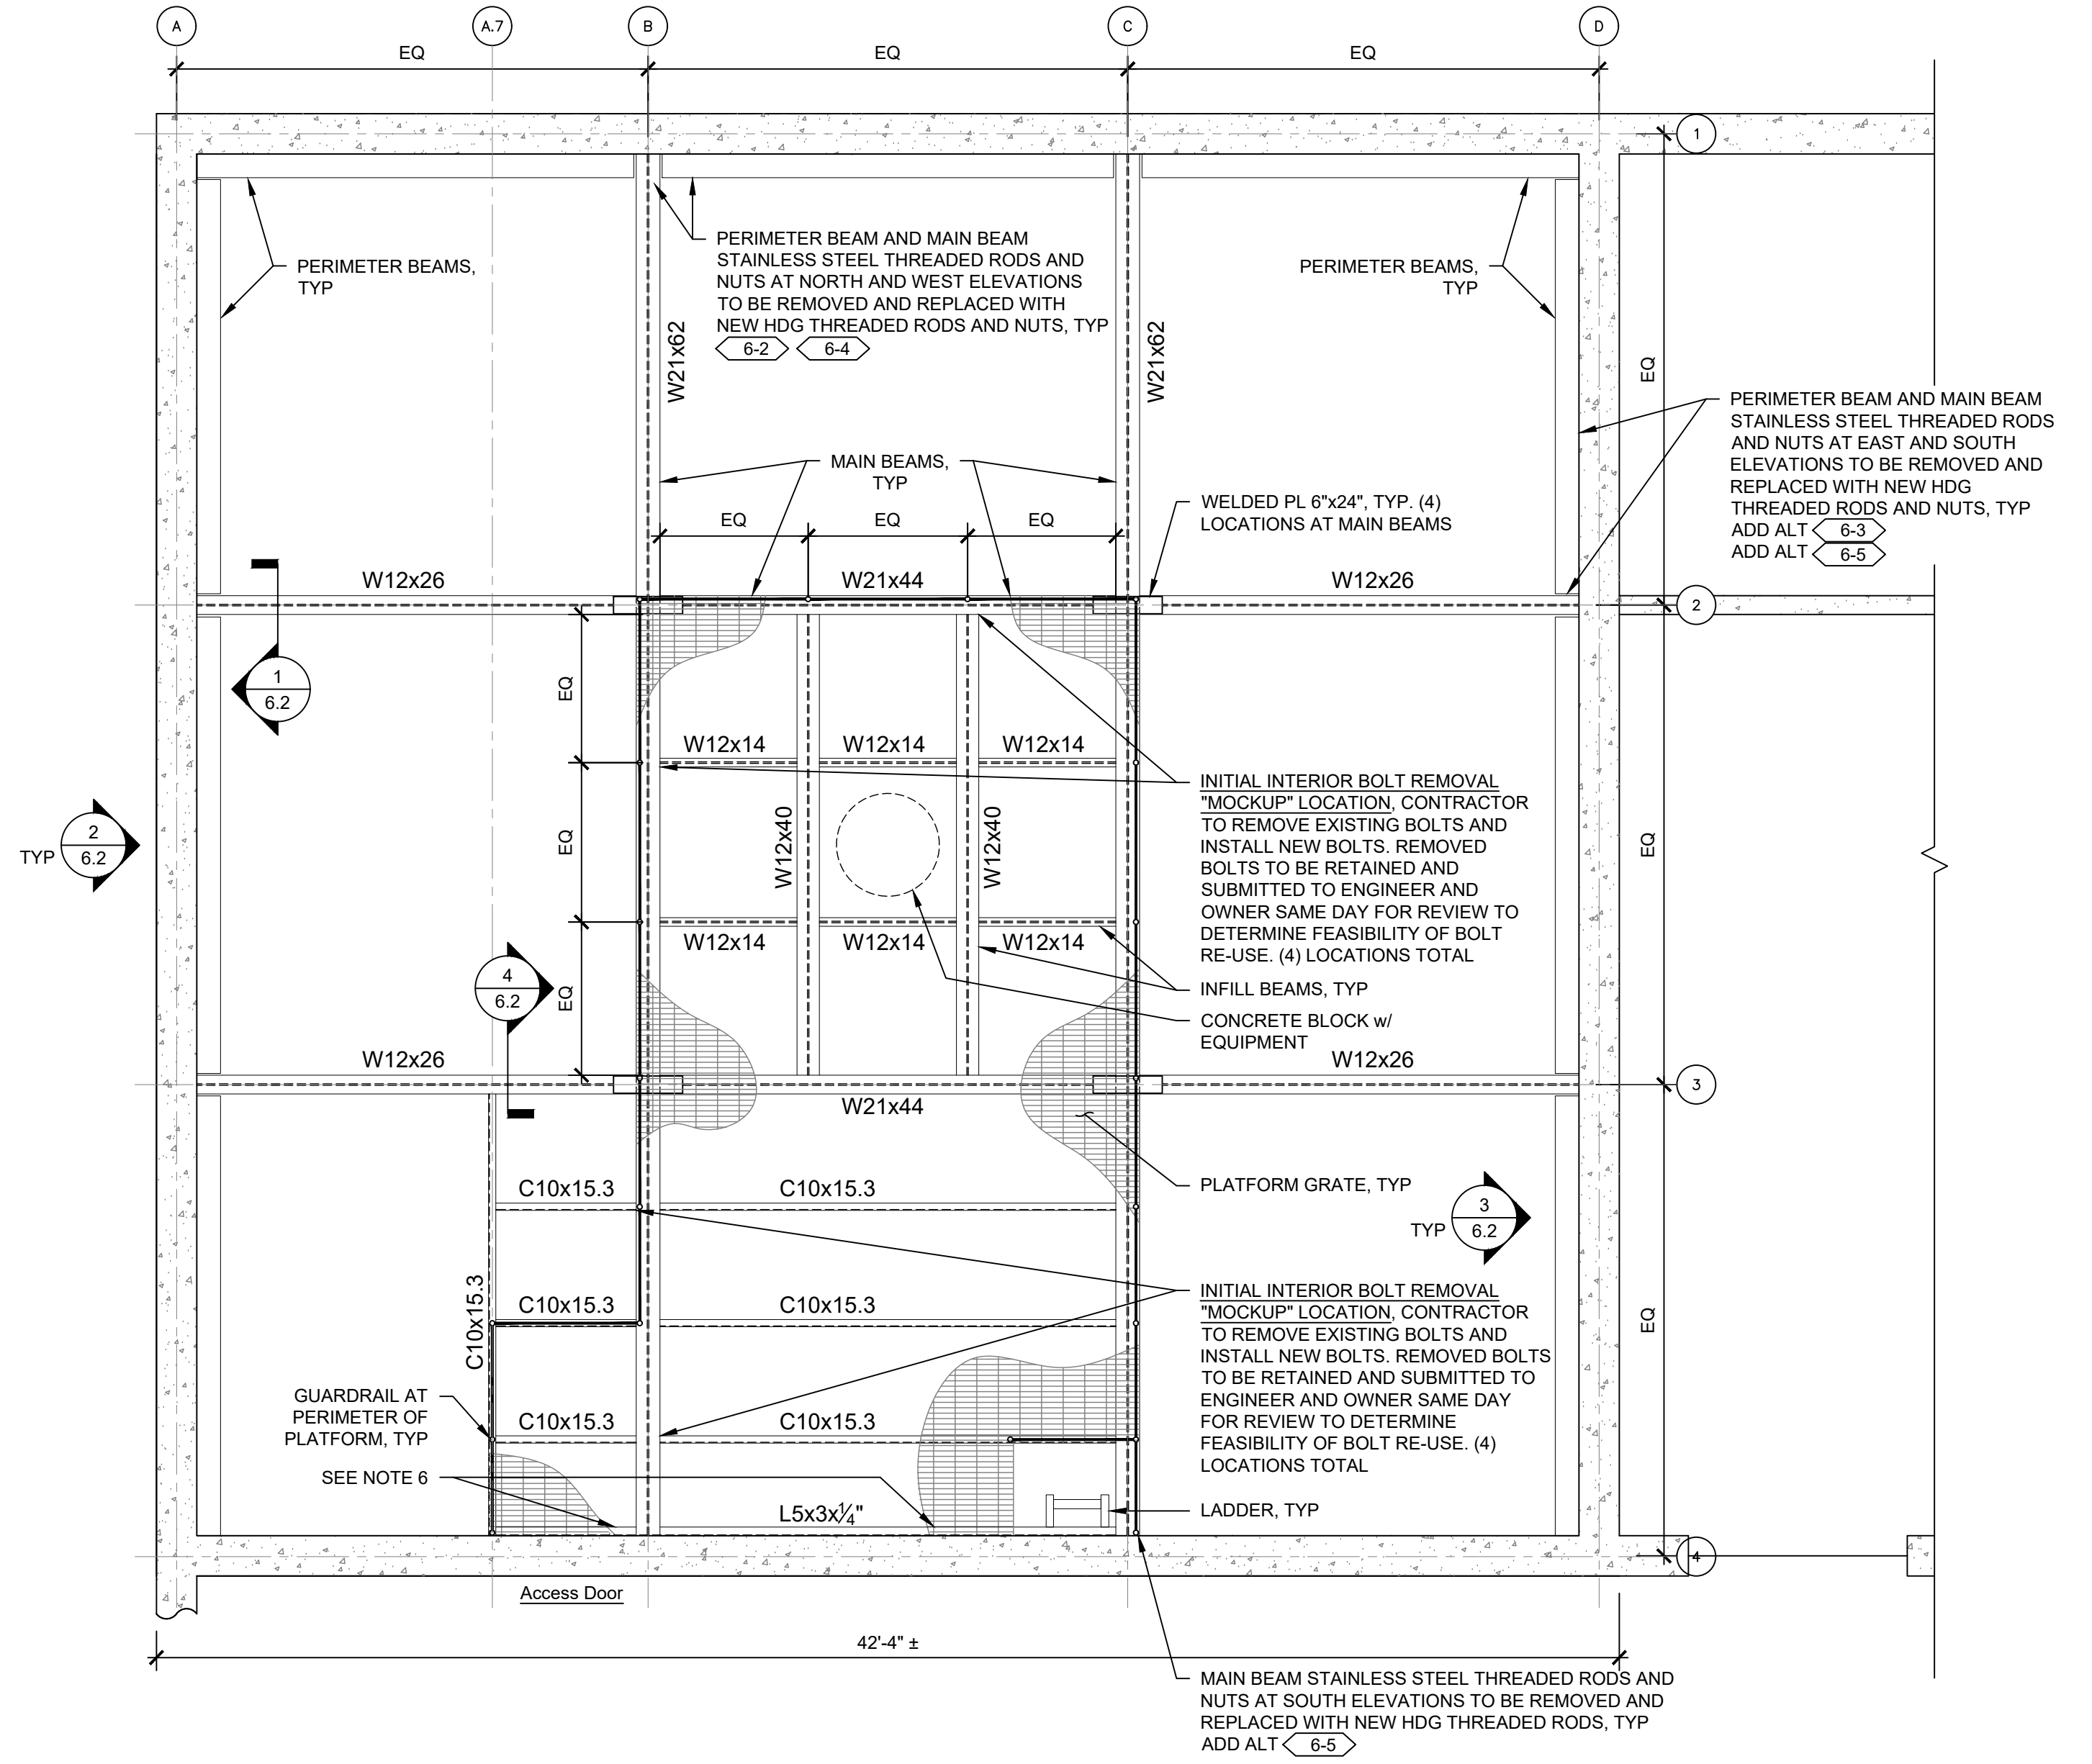 A
A.7
B
C
D
EQ
EQ
EQ
1
PERIMETER BEAMS,
TYP
PERIMETER BEAM AND MAIN BEAM
STAINLESS STEEL THREADED RODS AND
NUTS AT NORTH AND WEST ELEVATIONS
TO BE REMOVED AND REPLACED WITH
NEW HDG THREADED RODS AND NUTS, TYP
6-2
6-4
PERIMETER BEAMS,
TYP
W21x62
W21x62
EQ
PERIMETER BEAM AND MAIN BEAM
STAINLESS STEEL THREADED RODS
AND NUTS AT EAST AND SOUTH
ELEVATIONS TO BE REMOVED AND
REPLACED WITH NEW HDG
THREADED RODS AND NUTS, TYP
ADD ALT 6-3
ADD ALT 6-5
MAIN BEAMS,
TYP
WELDED PL 6"x24", TYP. (4)
LOCATIONS AT MAIN BEAMS
EQ
EQ
EQ
W12x26
W21x44
W12x26
2
1
6.2
EQ
W12x14
W12x14
W12x14
INITIAL INTERIOR BOLT REMOVAL
"MOCKUP" LOCATION, CONTRACTOR
TO REMOVE EXISTING BOLTS AND
INSTALL NEW BOLTS. REMOVED
BOLTS TO BE RETAINED AND
SUBMITTED TO ENGINEER AND
OWNER SAME DAY FOR REVIEW TO
DETERMINE FEASIBILITY OF BOLT
RE-USE. (4) LOCATIONS TOTAL
TYP
2
6.2
EQ
W12x40
W12x40
EQ
W12x14
W12x14
W12x14
4
6.2
EQ
INFILL BEAMS, TYP
CONCRETE BLOCK w/
EQUIPMENT
W12x26
W12x26
3
W21x44
C10x15.3
C10x15.3
PLATFORM GRATE, TYP
TYP
3
6.2
C10x15.3
C10x15.3
C10x15.3
EQ
INITIAL INTERIOR BOLT REMOVAL
"MOCKUP" LOCATION, CONTRACTOR
TO REMOVE EXISTING BOLTS AND
INSTALL NEW BOLTS. REMOVED BOLTS
TO BE RETAINED AND SUBMITTED TO
ENGINEER AND OWNER SAME DAY
FOR REVIEW TO DETERMINE
FEASIBILITY OF BOLT RE-USE. (4)
LOCATIONS TOTAL
GUARDRAIL AT
PERIMETER OF
PLATFORM, TYP
C10x15.3
C10x15.3
SEE NOTE 6
L5x3x¼"
LADDER, TYP
4
Access Door
42'-4" ±
MAIN BEAM STAINLESS STEEL THREADED RODS AND
NUTS AT SOUTH ELEVATIONS TO BE REMOVED AND
REPLACED WITH NEW HDG THREADED RODS, TYP
ADD ALT 6-5